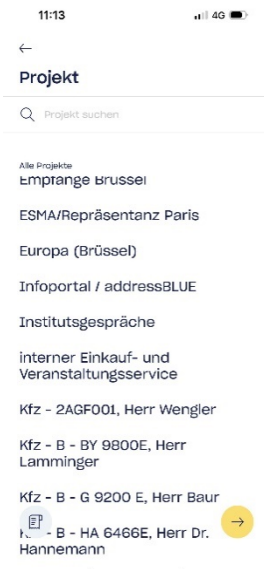 11:13
4G
Projekt
Projekt suchen
Alle Projekte
Empfänge Brüssel
ESMA/Repräsentanz Paris
Europa (Brüssel)
Infoportal / addressBLUE
Institutsgespräche
interner Einkauf- und
Veranstaltungsservice
Kfz - 2AGF001, Herr Wengler
Kfz - B - BY 9800E, Herr
Lamminger
Kfz - B - G 9200 E, Herr Baur
- B - HA 6466E, Herr Dr.
Hannemann